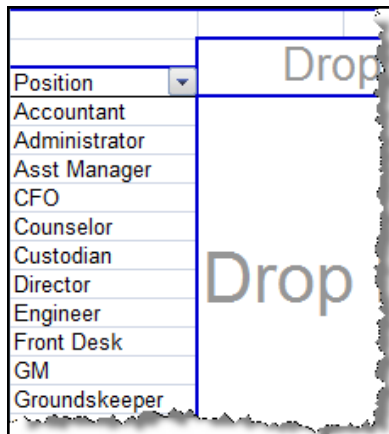 Drop
Position
Accountant
Administrator
Asst Manager
CFO
Counselor
Custodian
Director
Drop
Engineer
Front Desk
GM
Groundskeeper